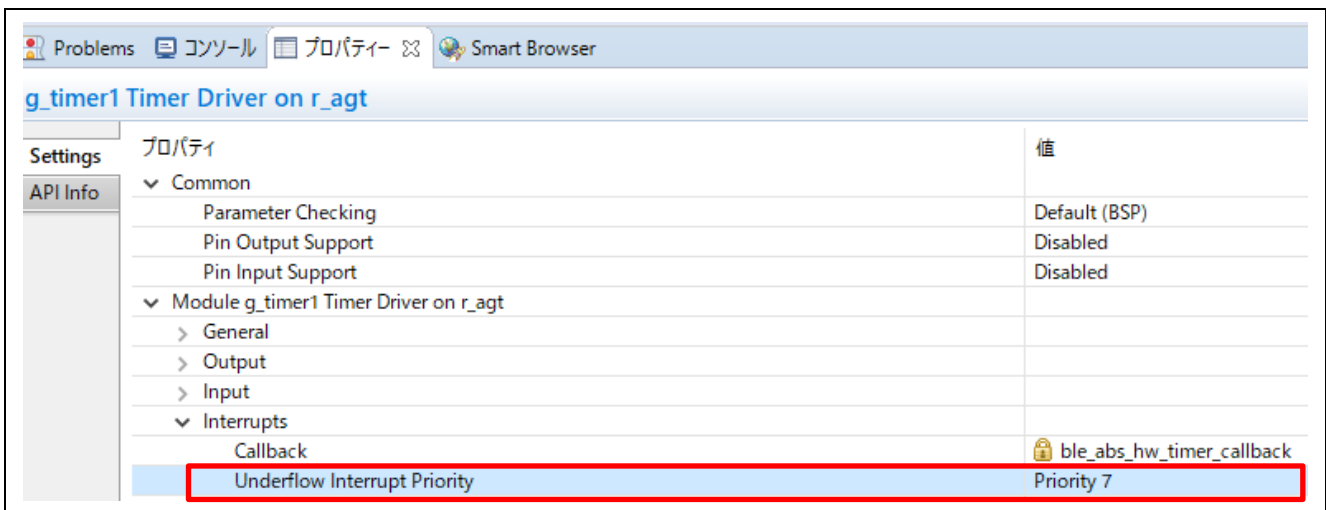 Problems コンソール プロパティー Smart Browser
g_timer1 Timer Driver on r_agt
Settings
API Info
プロパティ 値
Common
Parameter Checking Default (BSP)
Pin Output Support Disabled
Pin Input Support Disabled
Module g_timer1 Timer Driver on r_agt
General
Output
Input
Interrupts
Callback ble_abs_hw_timer_callback
Underflow Interrupt Priority Priority 7